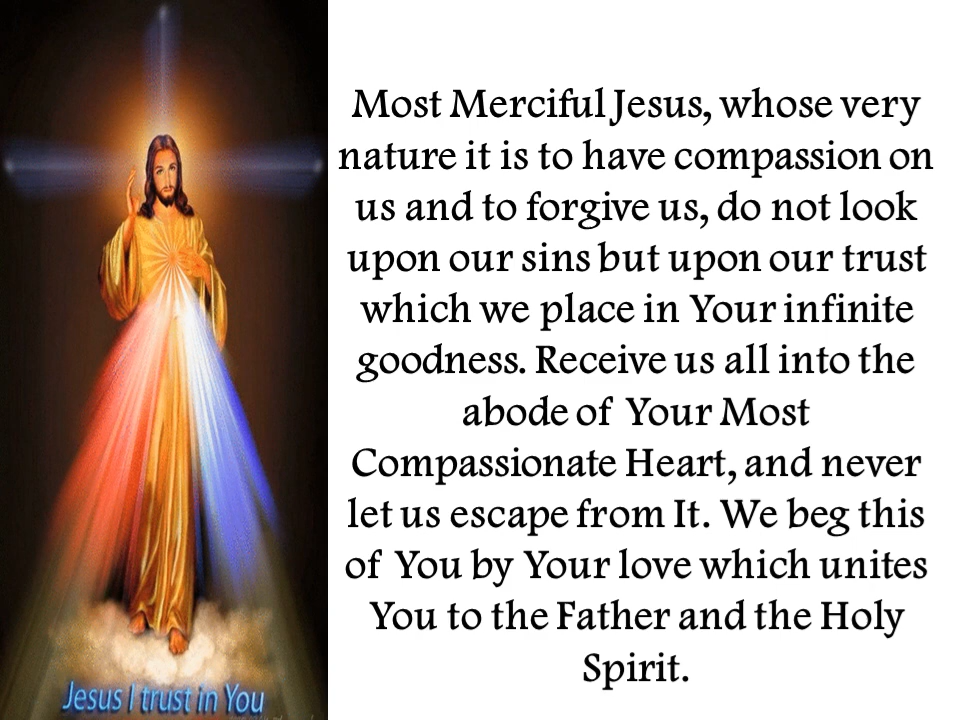 Most Merciful Jesus, whose very
nature it is to have compassion on
us and to forgive us, do not look
upon our sins but upon our trust
which we place in Your infinite
goodness. Receive us all into the
abode of Your Most
Compassionate Heart, and never
let us escape from It. We beg this
of You by Your love which unites
You to the Father and the Holy
Spirit.
Jesus I trust in You